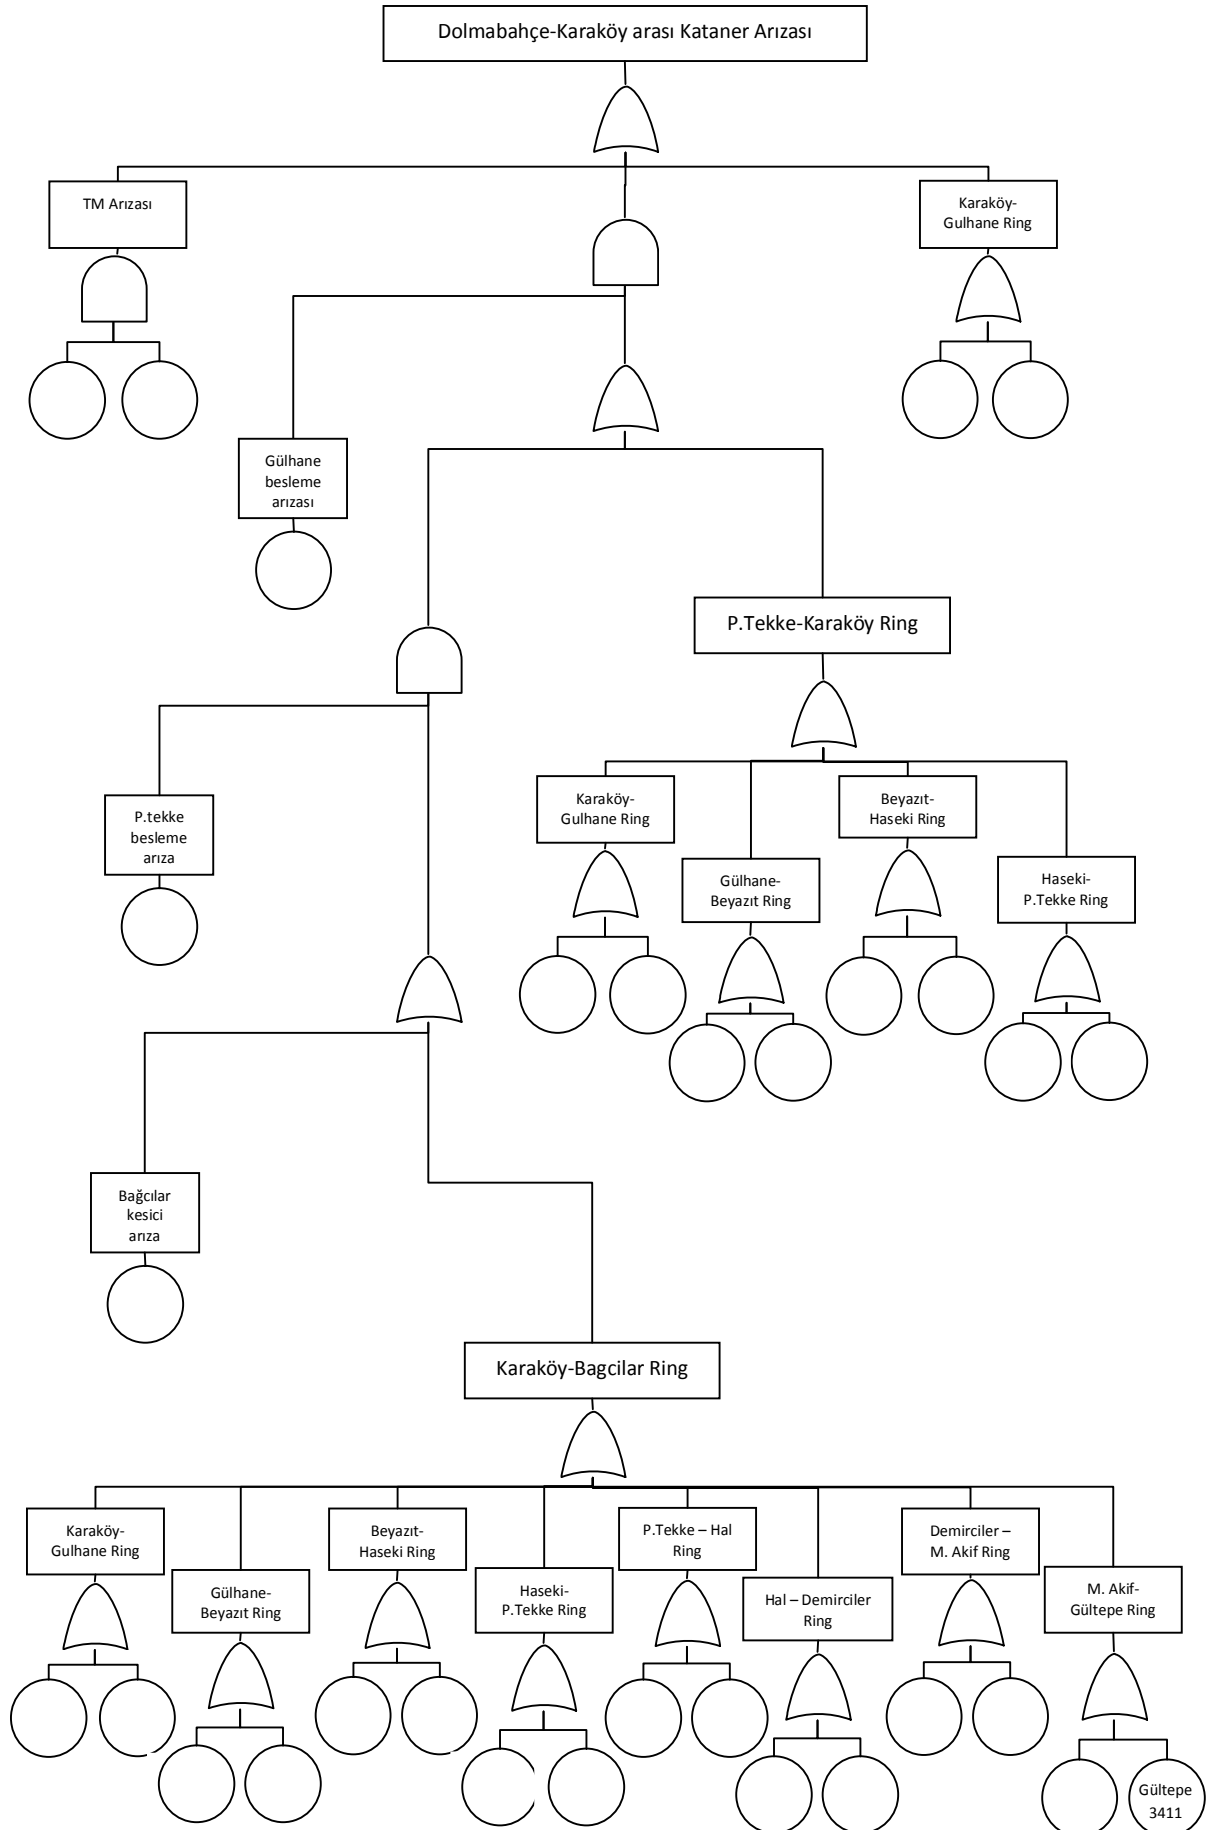 Dolmabahçe-Karaköy arası Kataner Arızası
TM Arızası
Karaköy-
Gulhane Ring
Gülhane
besleme
arızası
P.Tekke-Karaköy Ring
P.tekke
besleme
arıza
Karaköy-
Gulhane Ring
Gülhane-
Beyazıt Ring
Beyazıt-
Haseki Ring
Haseki-
P.Tekke Ring
Bağcılar
kesici
arıza
Karaköy-Bagcilar Ring
Karaköy-
Gulhane Ring
Gülhane-
Beyazıt Ring
Beyazıt-
Haseki Ring
Haseki-
P.Tekke Ring
P.Tekke – Hal
Ring
Hal – Demirciler
Ring
Demirciler –
M. Akif Ring
M. Akif-
Gültepe Ring
Gültepe
3411